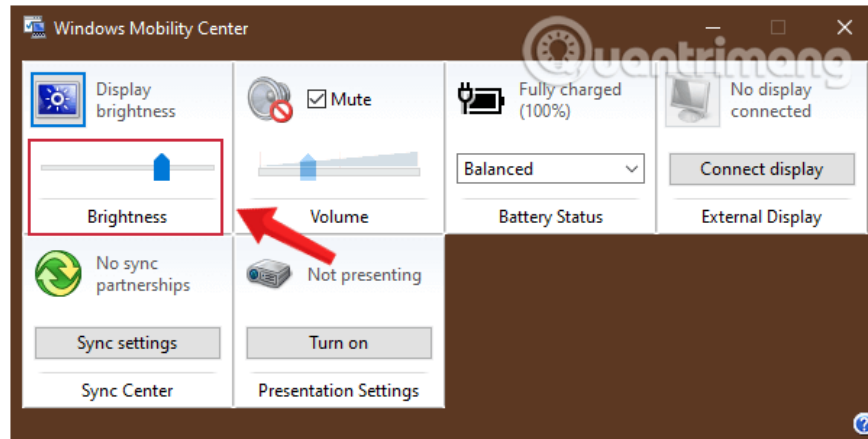 Windows Mobility Center
Quantrimang
Display
brightness
Brightness
Mute
Volume
Fully charged
(100%)
Balanced
Battery Status
No display
connected
Connect display
External Display
No sync
partnerships
Sync settings
Sync Center
Not presenting
Turn on
Presentation Settings